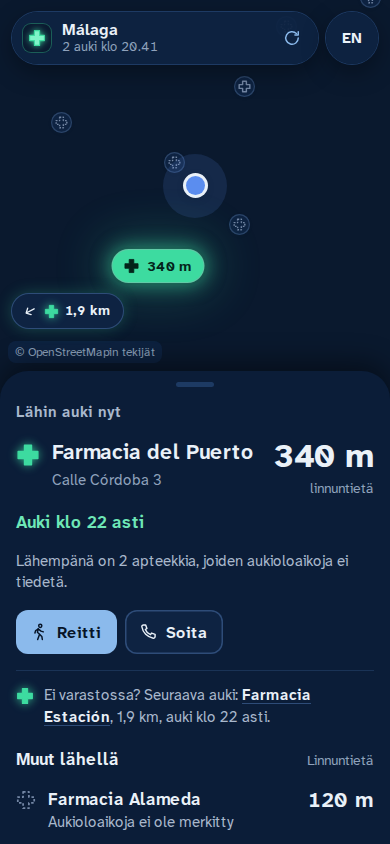 Málaga
2 auki klo 20.41
EN
340 m
1,9 km
© OpenStreetMapin tekijät
Lähin auki nyt
Farmacia del Puerto
340 m
Calle Córdoba 3
linnuntietä
Auki klo 22 asti
Lähempänä on 2 apteekkia, joiden aukioloaikoja ei
tiedetä.
Reitti
Soita
Ei varastossa? Seuraava auki: Farmacia
Estación, 1,9 km, auki klo 22 asti.
Muut lähellä
Linnuntietä
Farmacia Alameda
120 m
Aukioloaikoja ei ole merkitty